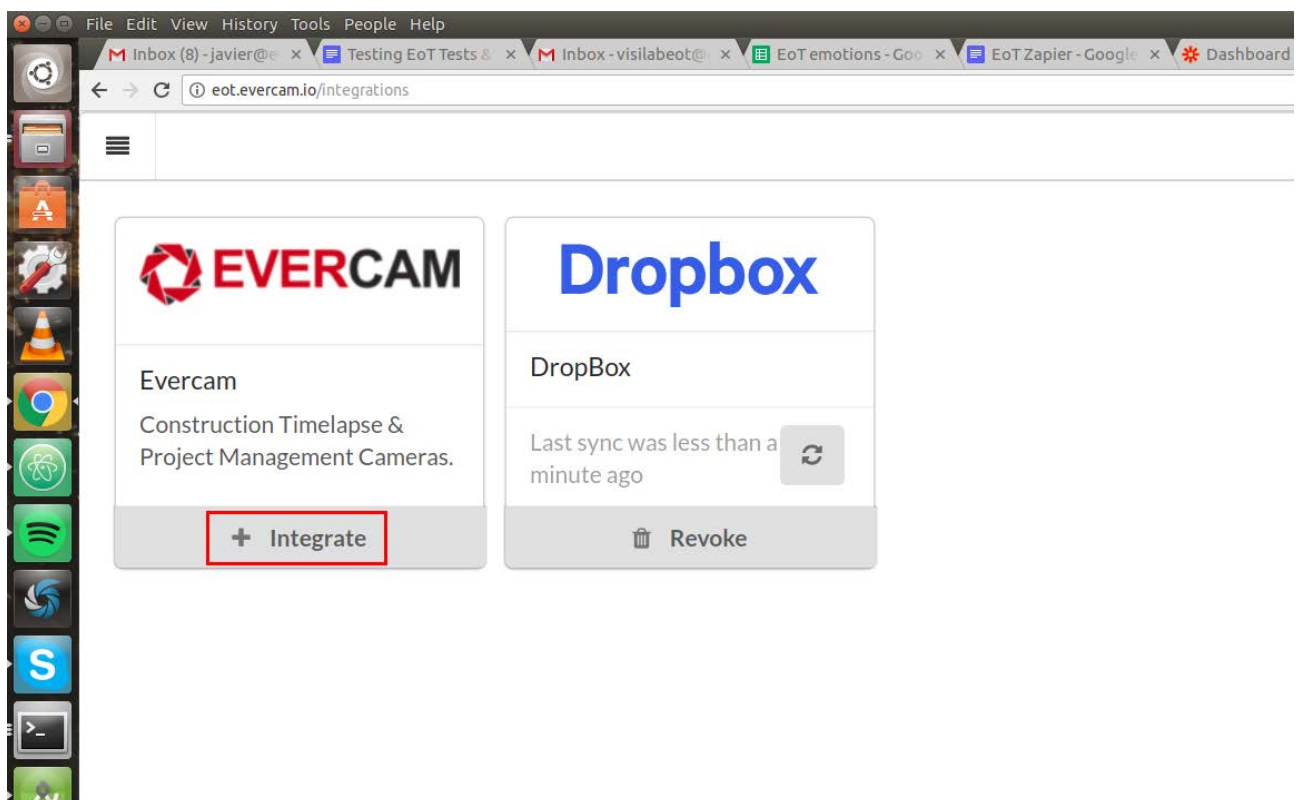 File Edit View History Tools People Help
Inbox (8) - javier@e Testing EoT Tests & Inbox - visilabeot@ EoT emotions - Goo EoT Zapier - Google Dashboard
eot.evercam.io/integrations
EVERCAM
Evercam
Construction Timelapse &
Project Management Cameras.
+ Integrate
Dropbox
DropBox
Last sync was less than a
minute ago
Revoke
S
>_